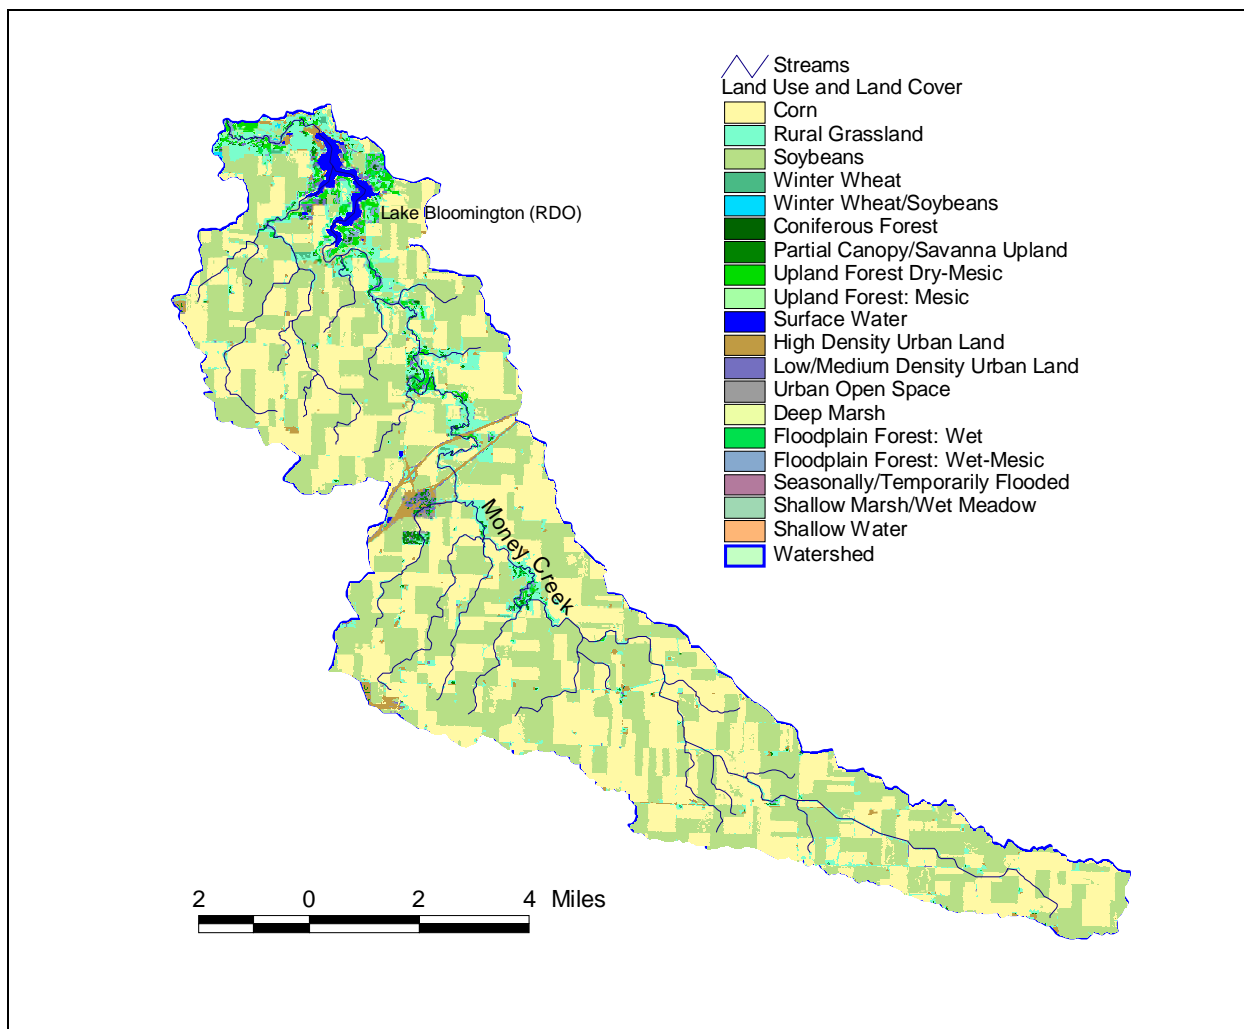 Streams
Land Use and Land Cover
Corn
Rural Grassland
Soybeans
Winter Wheat
Winter Wheat/Soybeans
Coniferous Forest
Partial Canopy/Savanna Upland
Upland Forest Dry-Mesic
Upland Forest: Mesic
Surface Water
High Density Urban Land
Low/Medium Density Urban Land
Urban Open Space
Deep Marsh
Floodplain Forest: Wet
Floodplain Forest: Wet-Mesic
Seasonally/Temporarily Flooded
Shallow Marsh/Wet Meadow
Shallow Water
Watershed
Lake Bloomington (RDO)
Money Creek
2 0 2 4 Miles